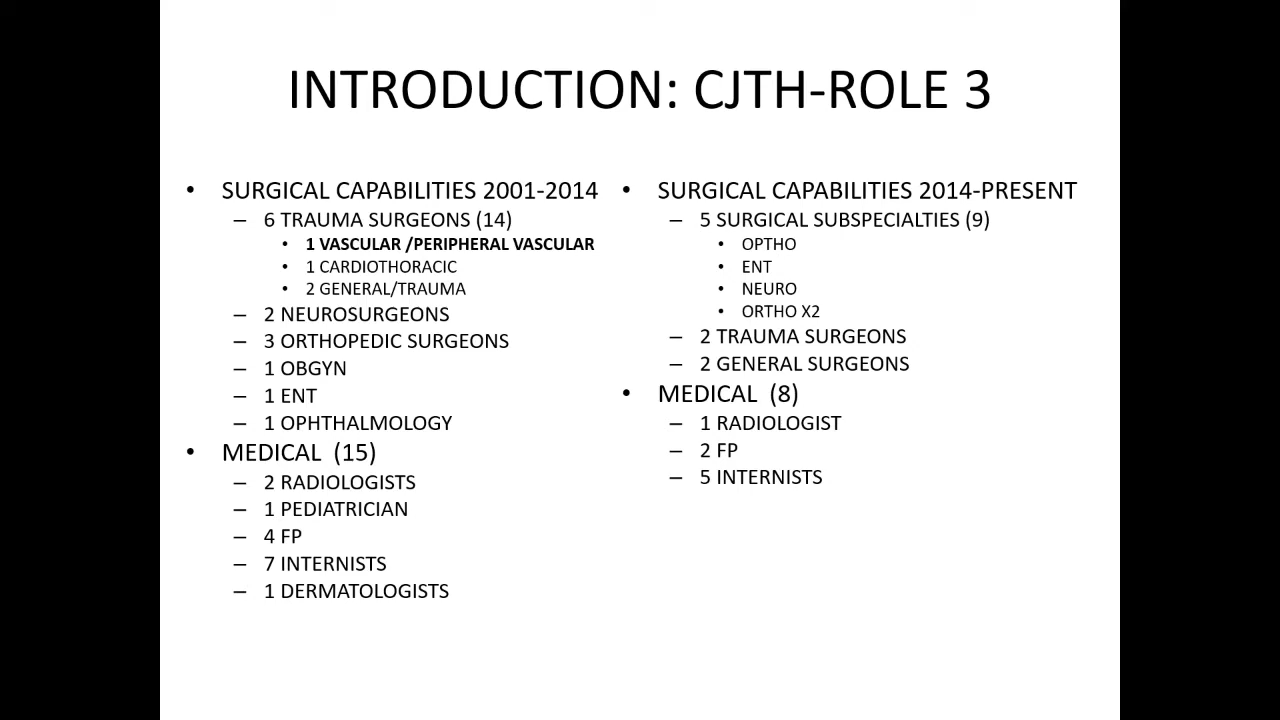 INTRODUCTION: CJTH-ROLE 3
• SURGICAL CAPABILITIES 2001-2014
– 6 TRAUMA SURGEONS (14)
• 1 VASCULAR /PERIPHERAL VASCULAR
• 1 CARDIOTHORACIC
• 2 GENERAL/TRAUMA
– 2 NEUROSURGEONS
– 3 ORTHOPEDIC SURGEONS
– 1 OBGYN
– 1 ENT
– 1 OPHTHALMOLOGY
• MEDICAL (15)
– 2 RADIOLOGISTS
– 1 PEDIATRICIAN
– 4 FP
– 7 INTERNISTS
– 1 DERMATOLOGISTS
• SURGICAL CAPABILITIES 2014-PRESENT
– 5 SURGICAL SUBSPECIALTIES (9)
• OPTHO
• ENT
• NEURO
• ORTHO X2
– 2 TRAUMA SURGEONS
– 2 GENERAL SURGEONS
• MEDICAL (8)
– 1 RADIOLOGIST
– 2 FP
– 5 INTERNISTS